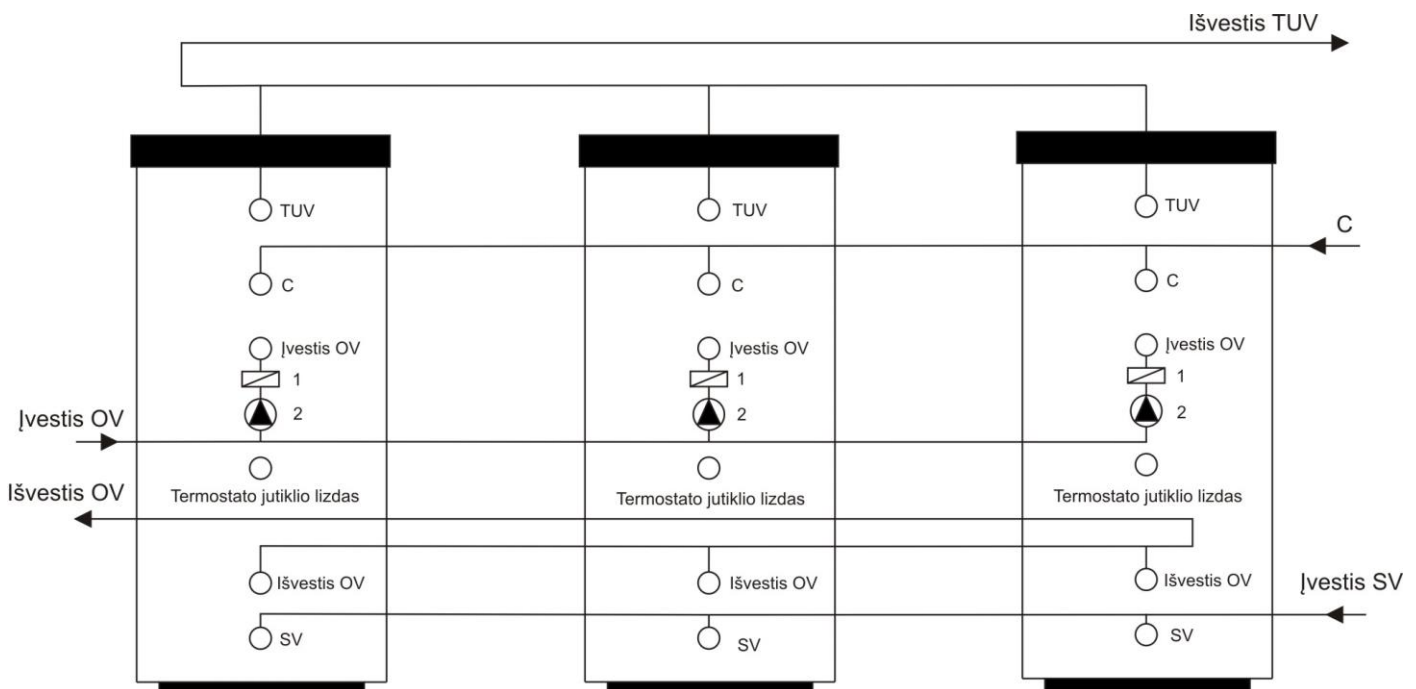 Išvestis TUV
TUV TUV TUV
C
C C C
Įvestis OV Įvestis OV Įvestis OV
1 1 1
Įvestis OV 2 2 2
Išvestis OV
Termostato jutiklio lizdas Termostato jutiklio lizdas Termostato jutiklio lizdas
Išvestis OV Išvestis OV Išvestis OV
Įvestis SV
SV SV SV